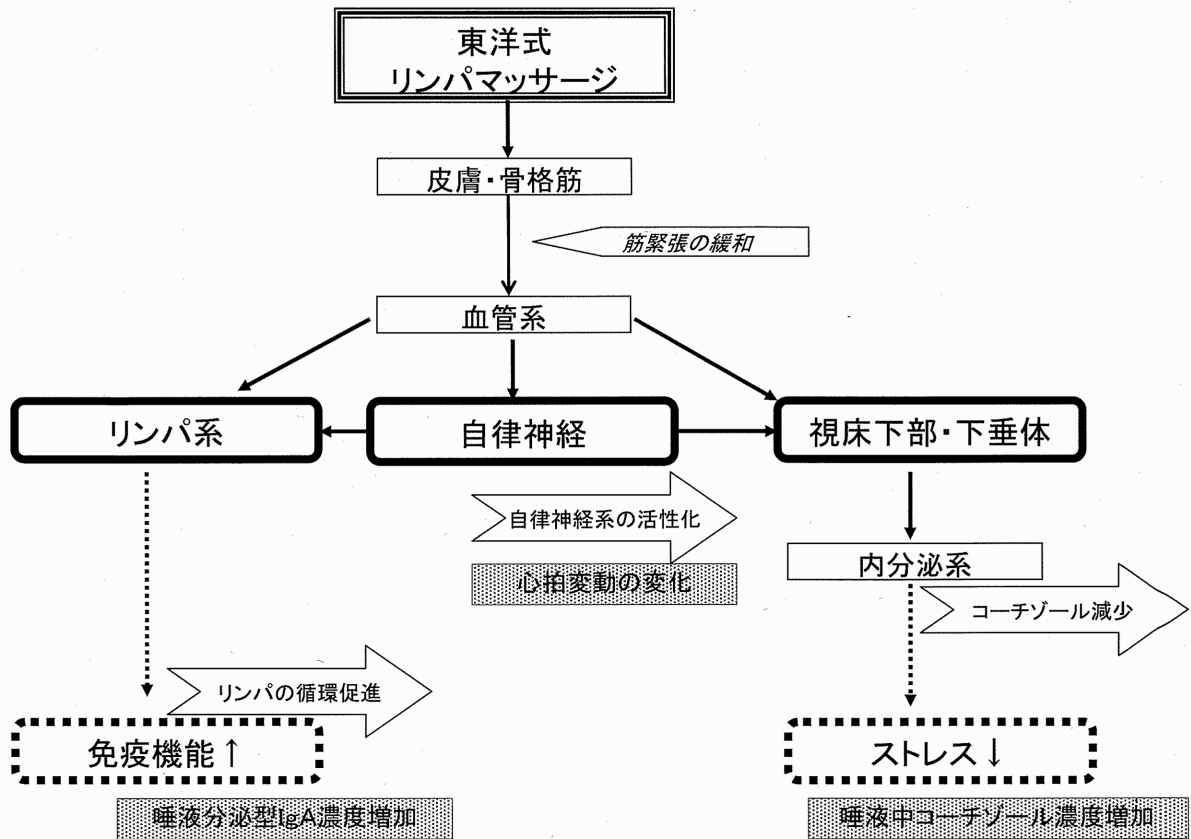 東洋式
リンパマッサージ
皮膚・骨格筋
筋緊張の緩和
血管系
リンパ系
自律神経
視床下部・下垂体
自律神経系の活性化
心拍変動の変化
内分泌系
コーチゾール減少
リンパの循環促進
免疫機能↑
ストレス↓
唾液分泌型IgA濃度増加
唾液中コーチゾール濃度増加